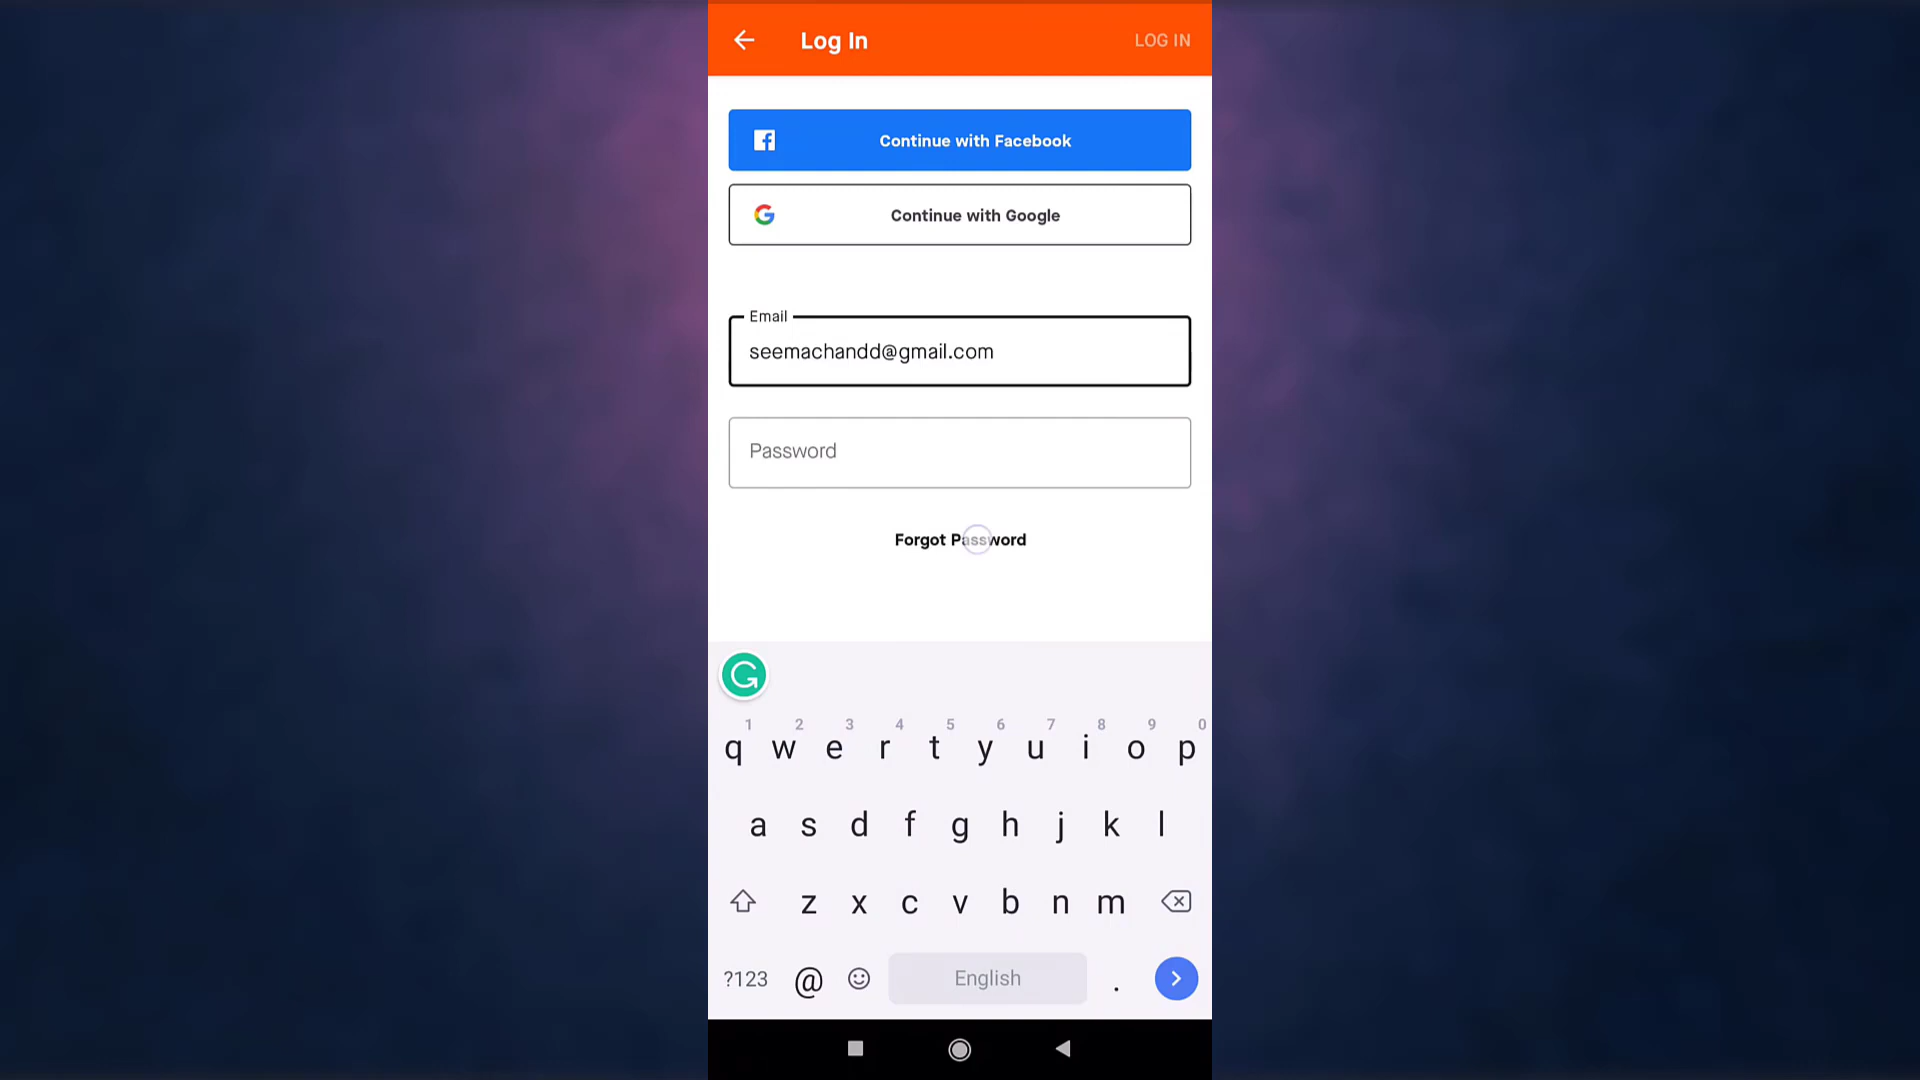 Log In
LOG IN
Continue with Facebook
Continue with Google
Email
seemachandd@gmail.com
Password
Forgot Password
1 2 3 4 5 6 7 8 9 0
q w e r t y u i o p
a s d f g h j k l
z x c v b n m
?123 @ English .